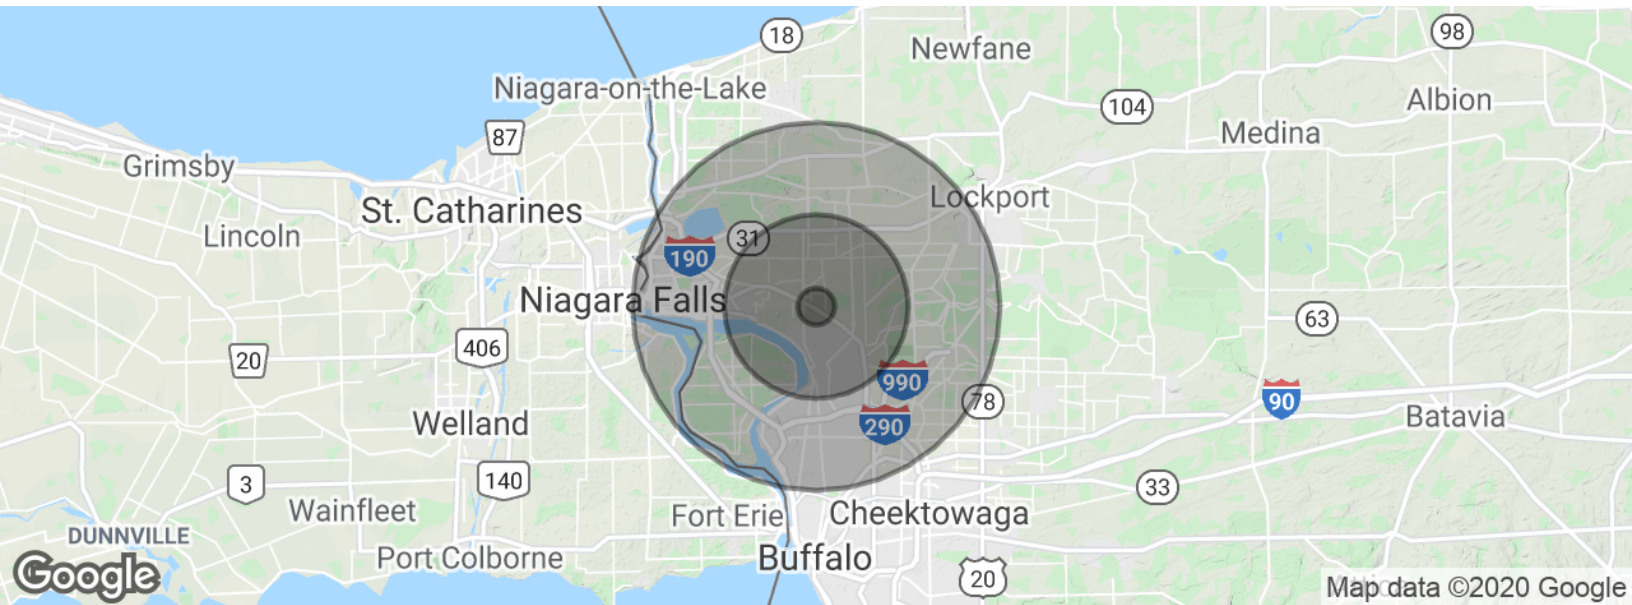 18
Newfane
98
Niagara-on-the-Lake
104
Albion
87
Medina
Grimsby
Lockport
St. Catharines
Lincoln
31
190
Niagara Falls
63
406
20
990
90
78
Welland
290
Batavia
3
140
33
Wainfleet
Fort Erie
Cheektowaga
DUNNVILLE
Port Colborne
Buffalo
20
Google
Map data ©2020 Google